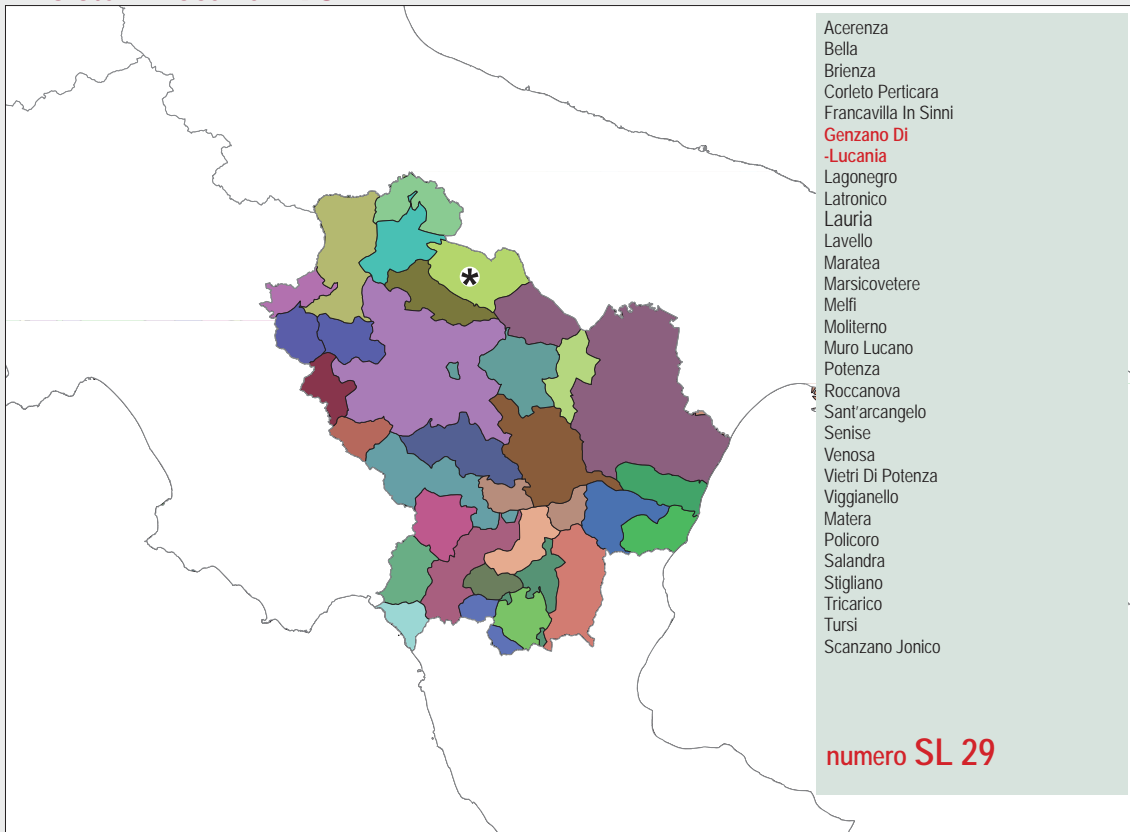 Acerenza
Bella
Brienza
Corleto Perticara
Francavilla In Sinni
Genzano Di
-Lucania
Lagonegro
Latronico
Lauria
Lavello
Maratea
Marsicovetere
Melfi
Moliterno
Muro Lucano
Potenza
Roccanova
Sant'arcangelo
Senise
Venosa
Vietri Di Potenza
Viggianello
Matera
Policoro
Salandra
Stigliano
Tricarico
Tursi
Scanzano Jonico
*
numero SL 29